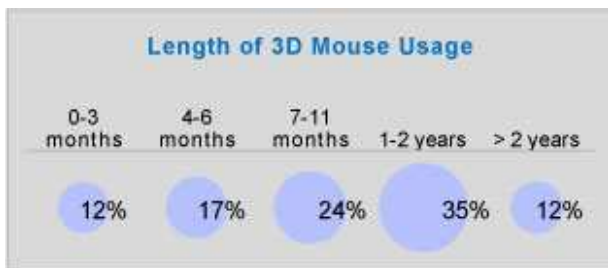 Length of 3D Mouse Usage
0-3 months 4-6 months 7-11 months 1-2 years > 2 years
12% 17% 24% 35% 12%